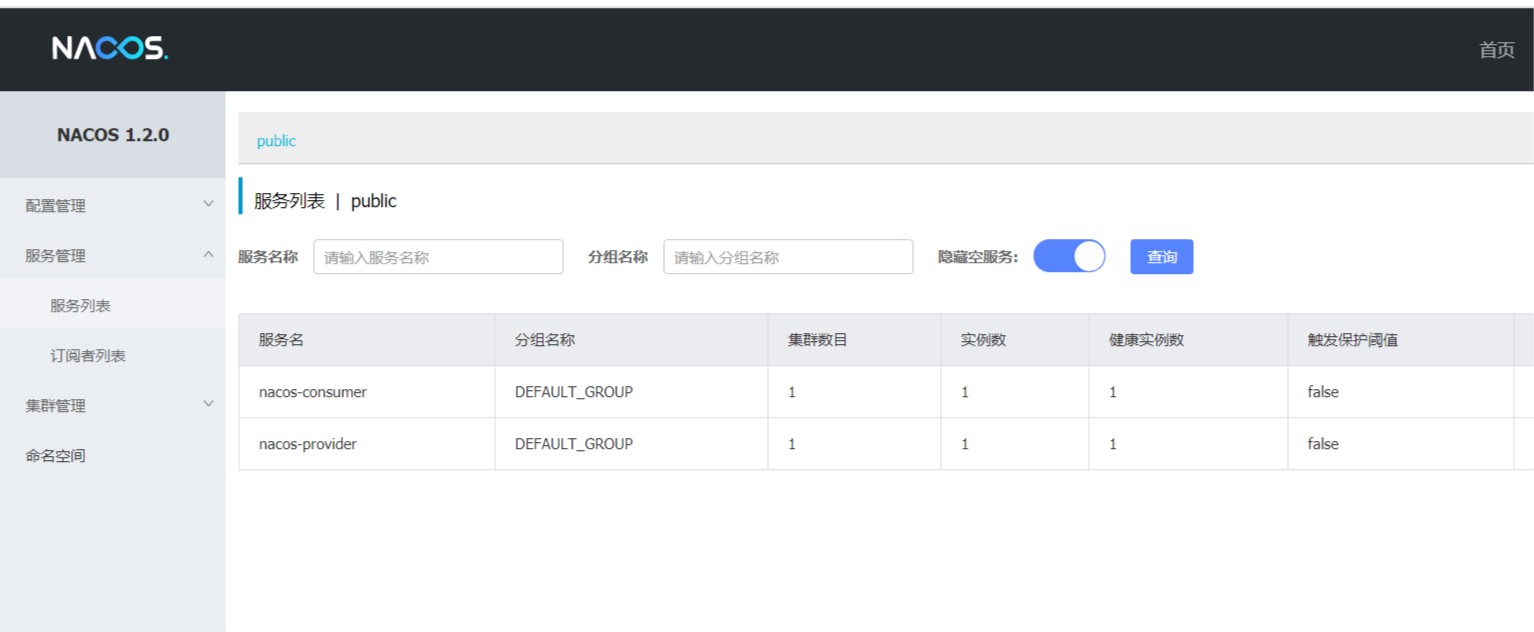 NACOS.
首页
NACOS 1.2.0
配置管理
服务管理
服务列表
订阅者列表
集群管理
命名空间
public
服务列表 | public
服务名称 请输入服务名称 分组名称 请输入分组名称 隐藏空服务: 查询
服务名 分组名称 集群数目 实例数 健康实例数 触发保护阈值
nacos-consumer DEFAULT_GROUP 1 1 1 false
nacos-provider DEFAULT_GROUP 1 1 1 false